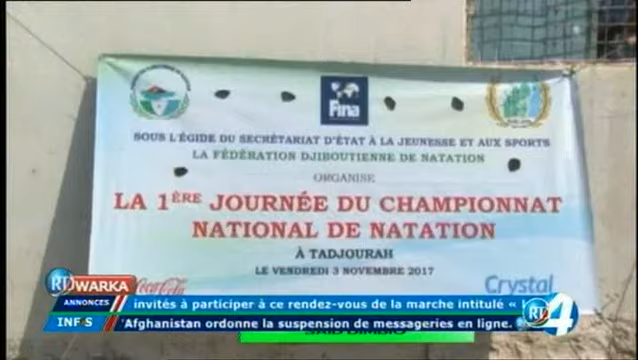 Fina
SOUS L'ÉGIDE DU SECRÉTARIAT D'ÉTAT À LA JEUNESSE ET AUX SPORTS
LA FÉDÉRATION DJIBOUTIENNE DE NATATION
ORGANISE
LA 1ÈRE JOURNÉE DU CHAMPIONNAT
NATIONAL DE NATATION
À TADJOURAH
LE VENDREDI 3 NOVEMBRE 2017
Coca-Cola
Crystal
RTD WARKA
ANNONCES invités à participer à ce rendez-vous de la marche intitulé «
INFOS 'Afghanistan ordonne la suspension de messageries en ligne.
RTD 4